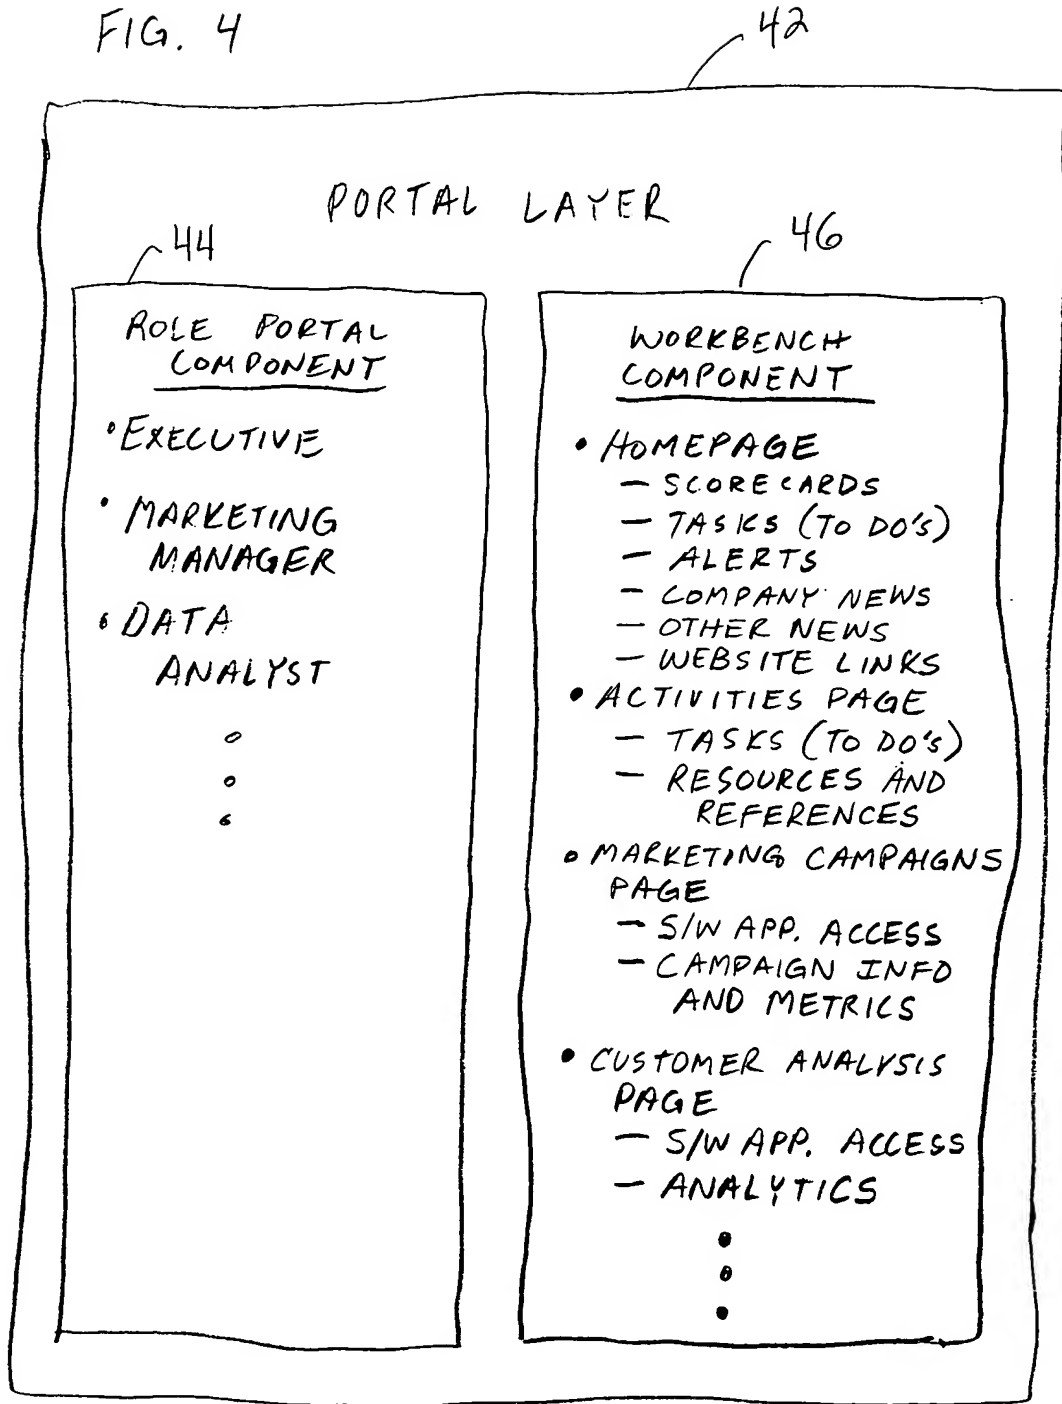 FIG. 4
42
PORTAL LAYER
44
ROLE PORTAL
COMPONENT
• EXECUTIVE
• MARKETING
MANAGER
• DATA
ANALYST
46
WORKBENCH
COMPONENT
• HOMEPAGE
— SCORECARDS
— TASKS (TO DO'S)
— ALERTS
— COMPANY NEWS
— OTHER NEWS
— WEBSITE LINKS
• ACTIVITIES PAGE
— TASKS (TO DO'S)
— RESOURCES AND
REFERENCES
• MARKETING CAMPAIGNS
PAGE
— S/W APP. ACCESS
— CAMPAIGN INFO
AND METRICS
• CUSTOMER ANALYSIS
PAGE
— S/W APP. ACCESS
— ANALYTICS